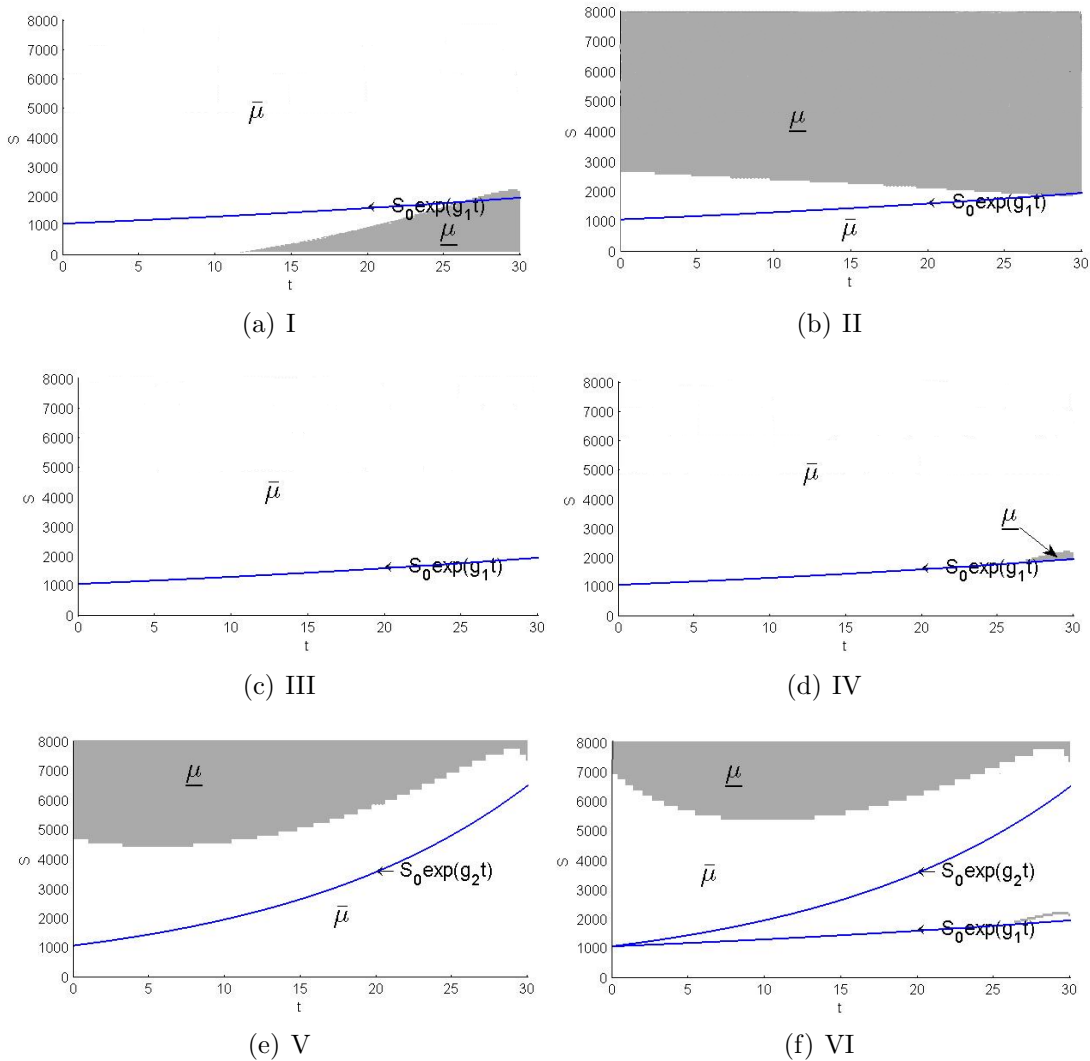 8000
7000
6000
5000
4000
3000
2000
1000
0
S
μ̄
S₀exp(g₁t)
μ̲
0 5 10 15 20 25 30
t
(a) I
8000
7000
6000
5000
4000
3000
2000
1000
0
S
μ̲
S₀exp(g₁t)
μ̄
0 5 10 15 20 25 30
t
(b) II
8000
7000
6000
5000
4000
3000
2000
1000
0
S
μ̄
S₀exp(g₁t)
0 5 10 15 20 25 30
t
(c) III
8000
7000
6000
5000
4000
3000
2000
1000
0
S
μ̄
μ̲
S₀exp(g₁t)
0 5 10 15 20 25 30
t
(d) IV
8000
7000
6000
5000
4000
3000
2000
1000
0
S
μ̲
S₀exp(g₂t)
μ̄
0 5 10 15 20 25 30
t
(e) V
8000
7000
6000
5000
4000
3000
2000
1000
0
S
μ̲
μ̄
S₀exp(g₂t)
S₀exp(g₁t)
0 5 10 15 20 25 30
t
(f) VI